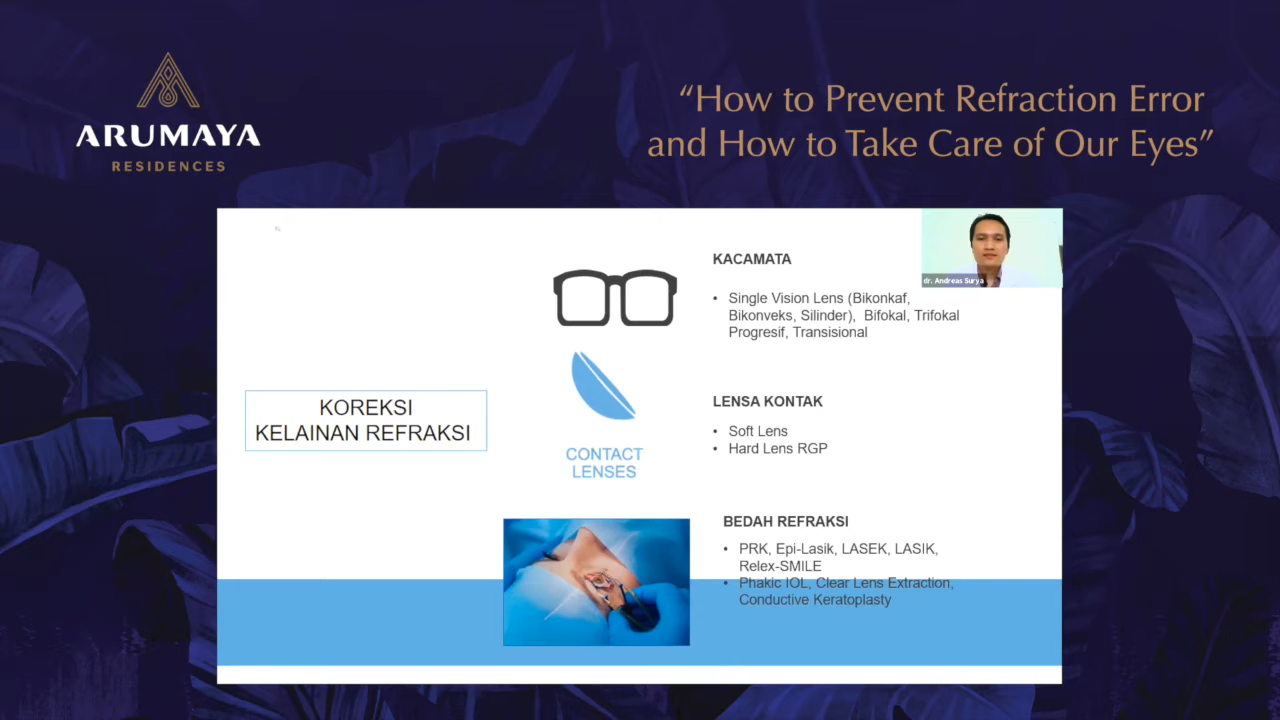 ARUMAYA
RESIDENCES
“How to Prevent Refraction Error
and How to Take Care of Our Eyes”
KOREKSI
KELAINAN REFRAKSI
CONTACT
LENSES
KACAMATA
• Single Vision Lens (Bikonkaf,
Bikonveks, Silinder), Bifokal, Trifokal
Progresif, Transisional
LENSA KONTAK
• Soft Lens
• Hard Lens RGP
BEDAH REFRAKSI
• PRK, Epi-Lasik, LASEK, LASIK,
Relex-SMILE
• Phakic IOL, Clear Lens Extraction,
Conductive Keratoplasty
dr. Andreas Surya